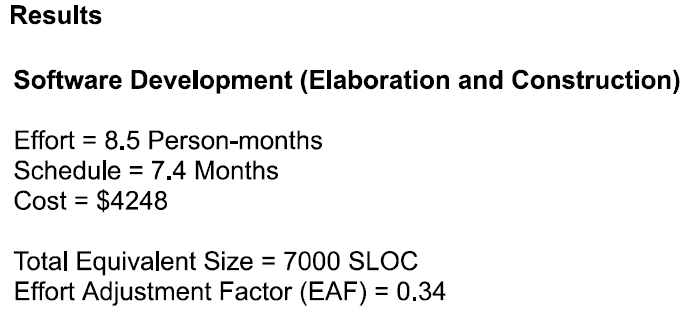 Results
Software Development (Elaboration and Construction)
Effort = 8.5 Person-months
Schedule = 7.4 Months
Cost = $4248
Total Equivalent Size = 7000 SLOC
Effort Adjustment Factor (EAF) = 0.34